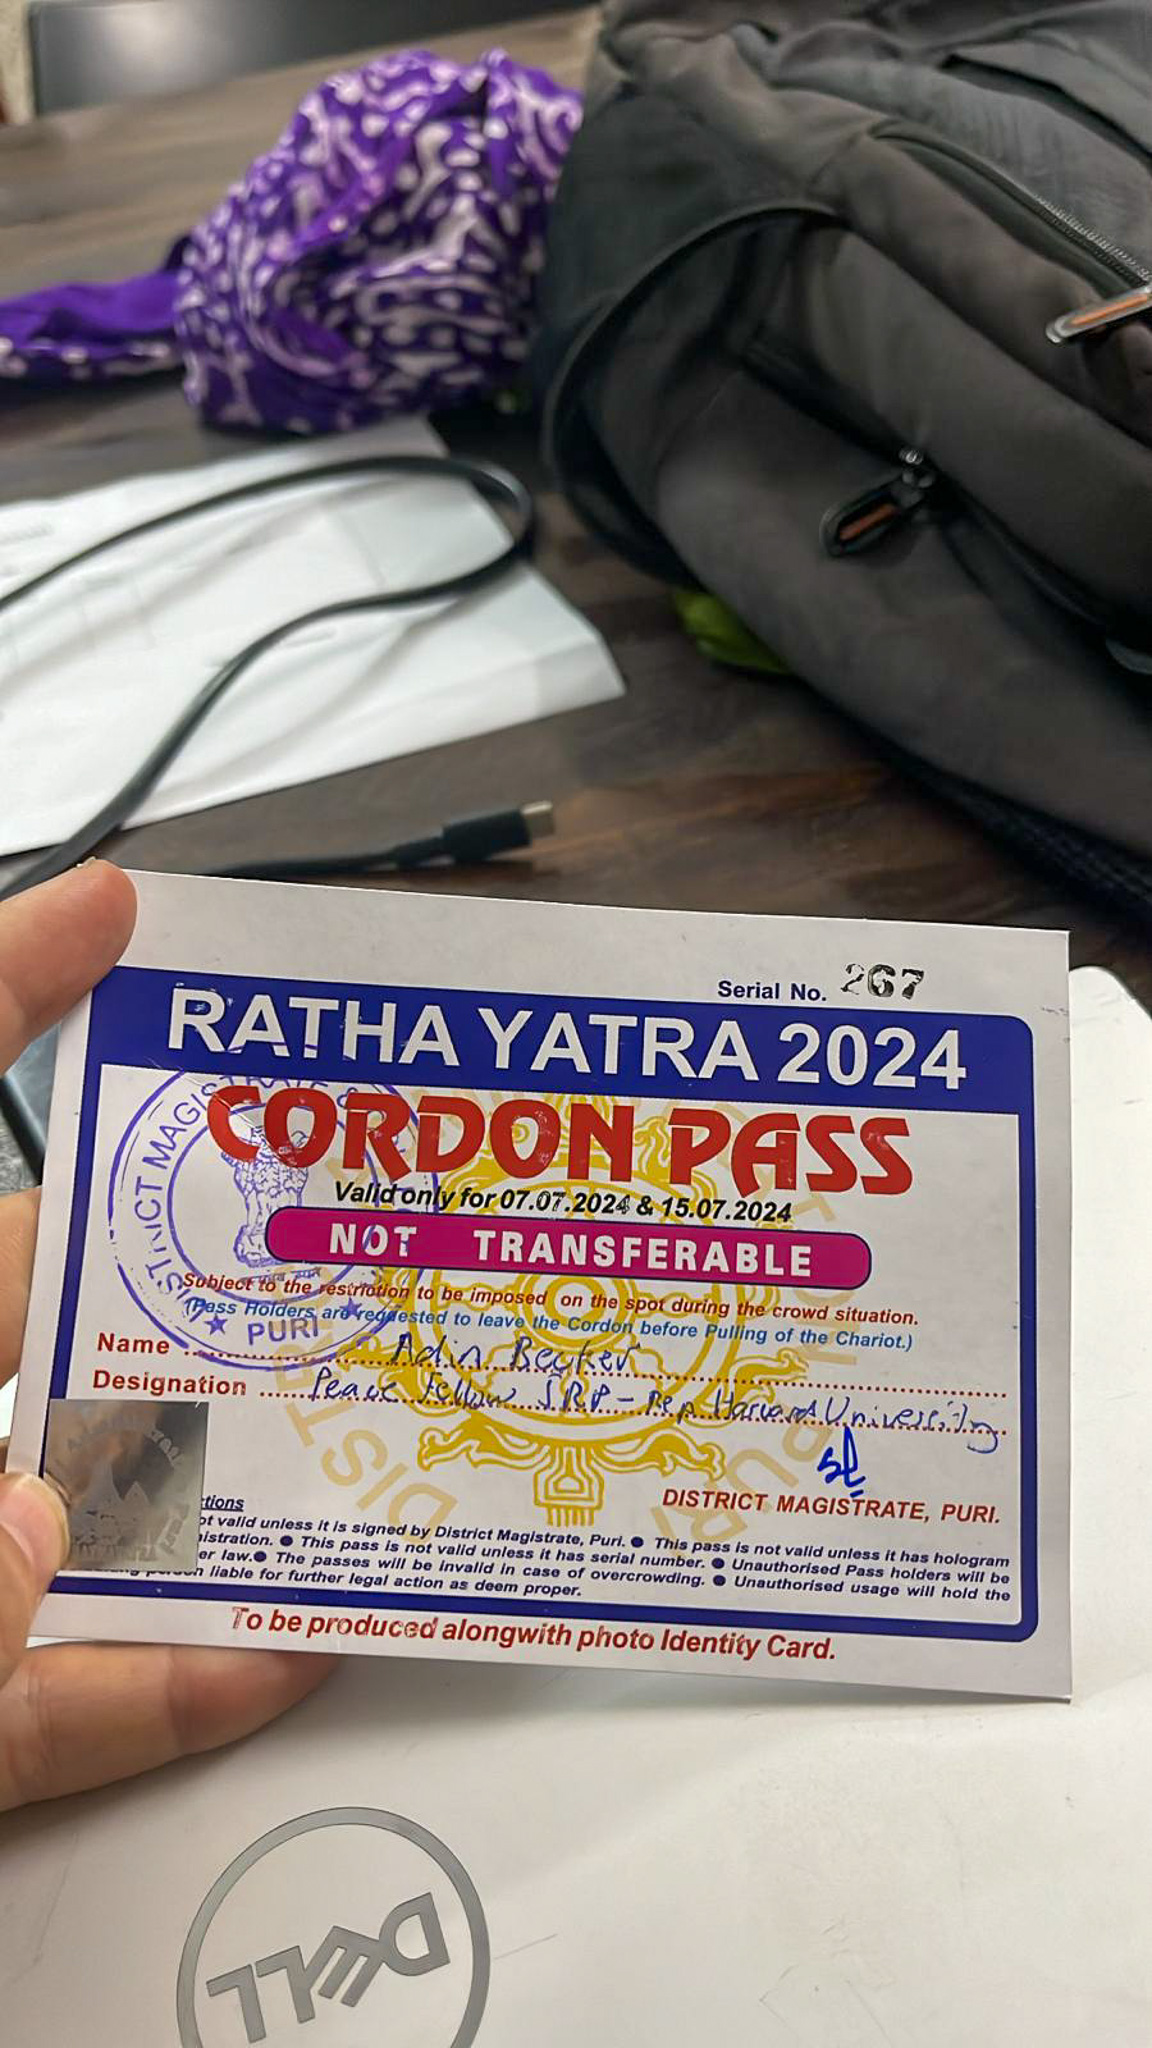 Serial No. 267
RATHA YATRA 2024
CORDON PASS
Valid only for 07.07.2024 & 15.07.2024
NOT TRANSFERABLE
Subject to the restriction to be imposed on the spot during the crowd situation.
(Pass Holders are requested to leave the Cordon before Pulling of the Chariot.)
Name Adin Becker
Designation Peace Fellow SRP - Rep Harvard University
DISTRICT MAGISTRATE
PURI
DISTRICT MAGISTRATE, PURI.
ctions
ot valid unless it is signed by District Magistrate, Puri. ● This pass is not valid unless it has hologram
istration. ● This pass is not valid unless it has serial number. ● Unauthorised Pass holders will be
er law. ● The passes will be invalid in case of overcrowding. ● Unauthorised usage will hold the
n liable for further legal action as deem proper.
To be produced alongwith photo Identity Card.
DELL